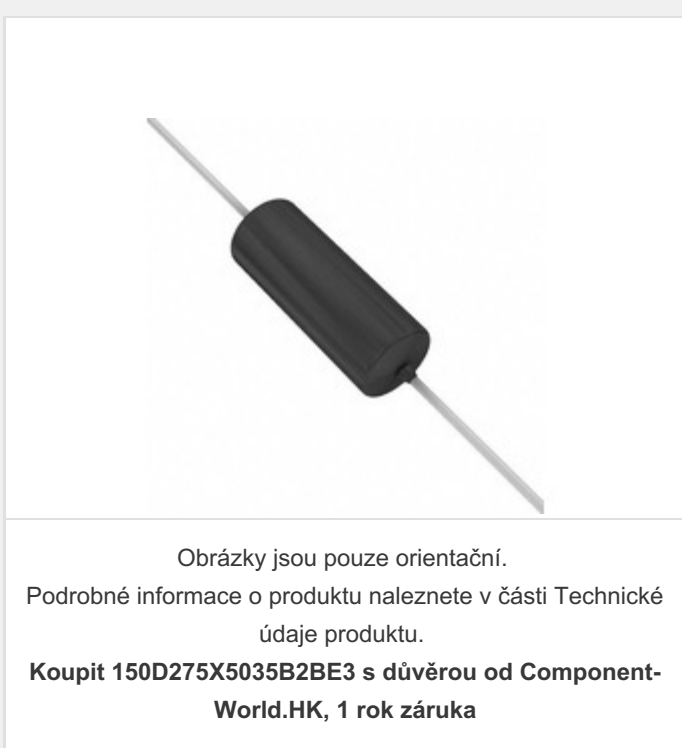 Obrázky jsou pouze orientační.
Podrobné informace o produktu naleznete v části Technické
údaje produktu.
Koupit 150D275X5035B2BE3 s důvěrou od Component-
World.HK, 1 rok záruka